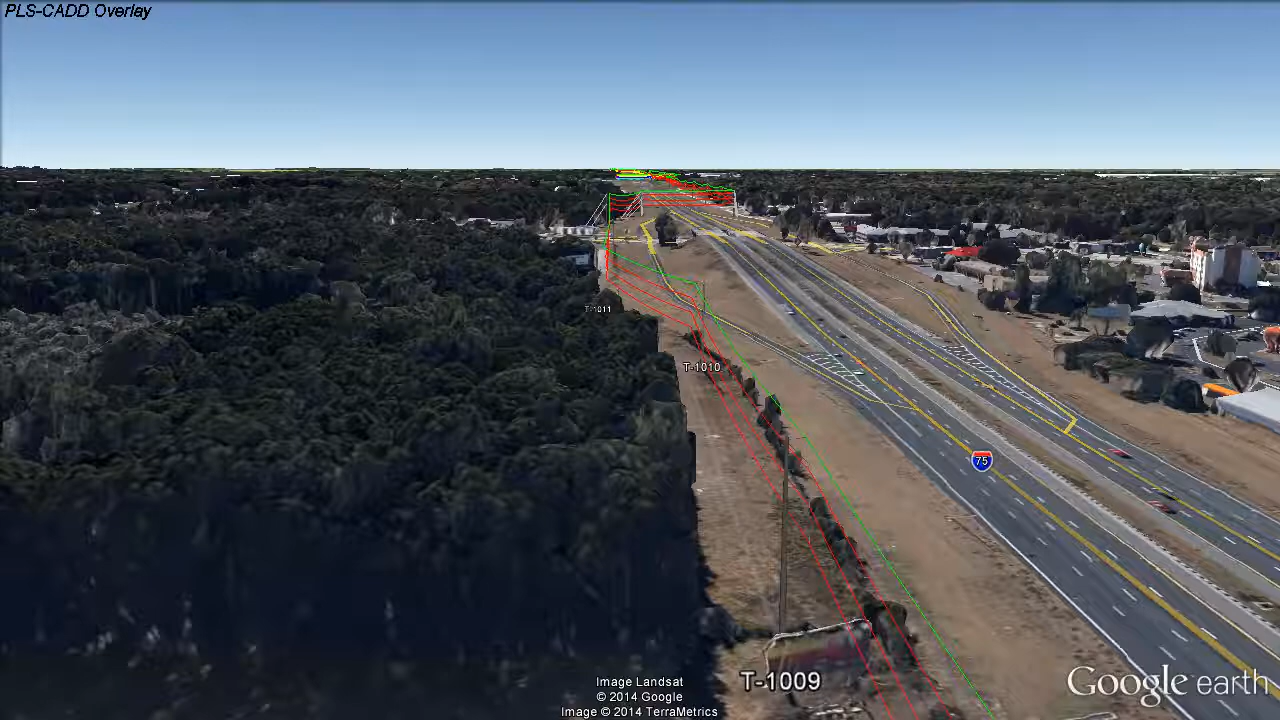 PLS-CADD Overlay
T-1011
T-1010
75
T-1009
Image Landsat
© 2014 Google
Image © 2014 TerraMetrics
Google earth